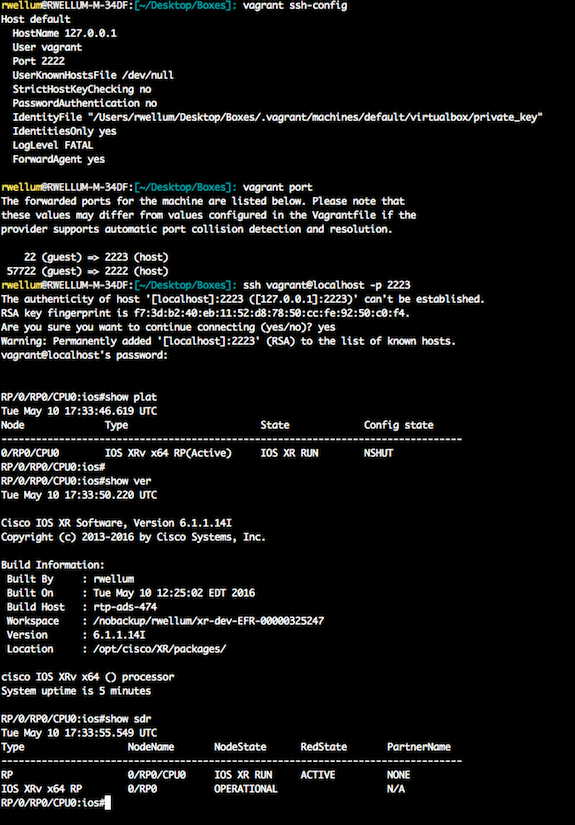 rwellum@RWELLUM-M-34DF:[~/Desktop/Boxes]: vagrant ssh-config
Host default
  HostName 127.0.0.1
  User vagrant
  Port 2222
  UserKnownHostsFile /dev/null
  StrictHostKeyChecking no
  PasswordAuthentication no
  IdentityFile "/Users/rwellum/Desktop/Boxes/.vagrant/machines/default/virtualbox/private_key"
  IdentitiesOnly yes
  LogLevel FATAL
  ForwardAgent yes
rwellum@RWELLUM-M-34DF:[~/Desktop/Boxes]: vagrant port
The forwarded ports for the machine are listed below. Please note that
these values may differ from values configured in the Vagrantfile if the
provider supports automatic port collision detection and resolution.
    22 (guest) => 2223 (host)
 57722 (guest) => 2222 (host)
rwellum@RWELLUM-M-34DF:[~/Desktop/Boxes]: ssh vagrant@localhost -p 2223
The authenticity of host '[localhost]:2223 ([127.0.0.1]:2223)' can't be established.
RSA key fingerprint is f7:3d:b2:40:eb:11:52:d8:78:50:cc:fe:92:50:c0:f4.
Are you sure you want to continue connecting (yes/no)? yes
Warning: Permanently added '[localhost]:2223' (RSA) to the list of known hosts.
vagrant@localhost's password:
RP/0/RP0/CPU0:ios#show plat
Tue May 10 17:33:46.619 UTC
Node              Type                       State             Config state
--------------------------------------------------------------------------------
0/RP0/CPU0        IOS XRv x64 RP(Active)     IOS XR RUN        NSHUT
RP/0/RP0/CPU0:ios#
RP/0/RP0/CPU0:ios#show ver
Tue May 10 17:33:50.220 UTC
Cisco IOS XR Software, Version 6.1.1.14I
Copyright (c) 2013-2016 by Cisco Systems, Inc.
Build Information:
 Built By     : rwellum
 Built On     : Tue May 10 12:25:02 EDT 2016
 Build Host   : rtp-ads-474
 Workspace    : /nobackup/rwellum/xr-dev-EFR-00000325247
 Version      : 6.1.1.14I
 Location     : /opt/cisco/XR/packages/
cisco IOS XRv x64 () processor
System uptime is 5 minutes
RP/0/RP0/CPU0:ios#show sdr
Tue May 10 17:33:55.549 UTC
Type                  NodeName       NodeState      RedState       PartnerName
--------------------------------------------------------------------------------
RP                    0/RP0/CPU0     IOS XR RUN     ACTIVE         NONE
IOS XRv x64 RP        0/RP0          OPERATIONAL                   N/A
RP/0/RP0/CPU0:ios#